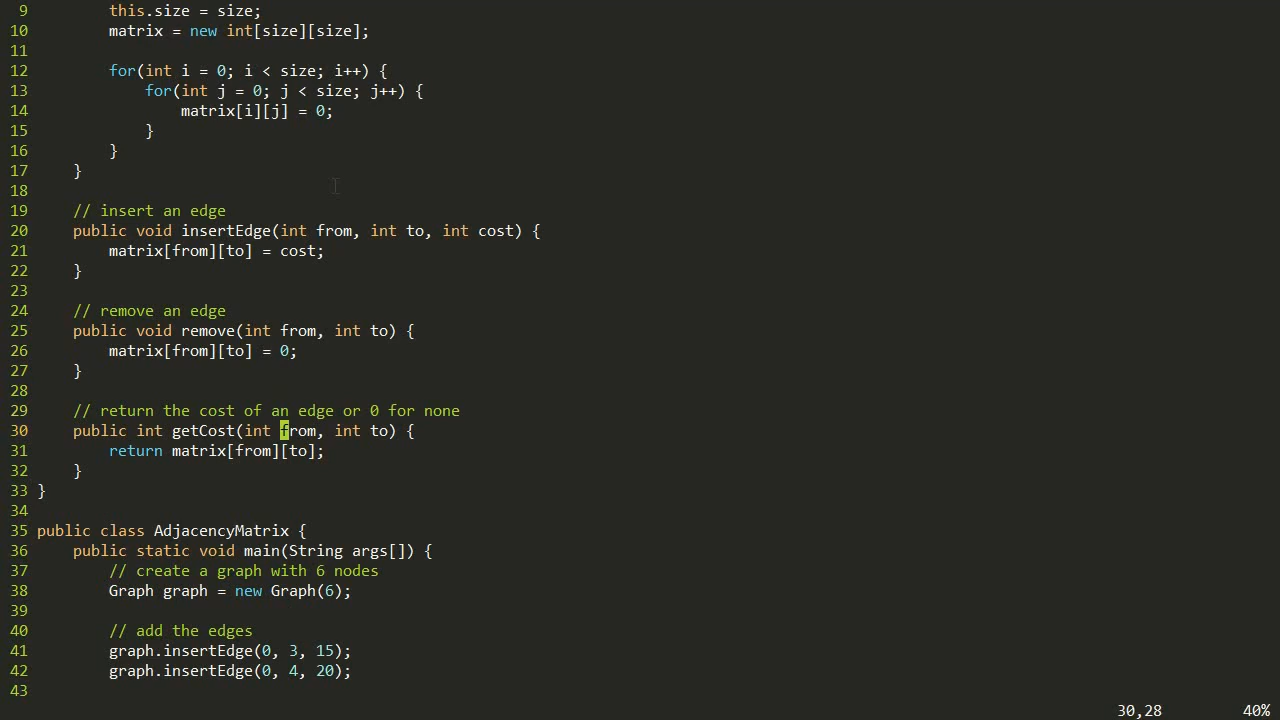 9         this.size = size;
10         matrix = new int[size][size];
11
12         for(int i = 0; i < size; i++) {
13             for(int j = 0; j < size; j++) {
14                 matrix[i][j] = 0;
15             }
16         }
17     }
18
19     // insert an edge
20     public void insertEdge(int from, int to, int cost) {
21         matrix[from][to] = cost;
22     }
23
24     // remove an edge
25     public void remove(int from, int to) {
26         matrix[from][to] = 0;
27     }
28
29     // return the cost of an edge or 0 for none
30     public int getCost(int from, int to) {
31         return matrix[from][to];
32     }
33 }
34
35 public class AdjacencyMatrix {
36     public static void main(String args[]) {
37         // create a graph with 6 nodes
38         Graph graph = new Graph(6);
39
40         // add the edges
41         graph.insertEdge(0, 3, 15);
42         graph.insertEdge(0, 4, 20);
43
30,28 40%